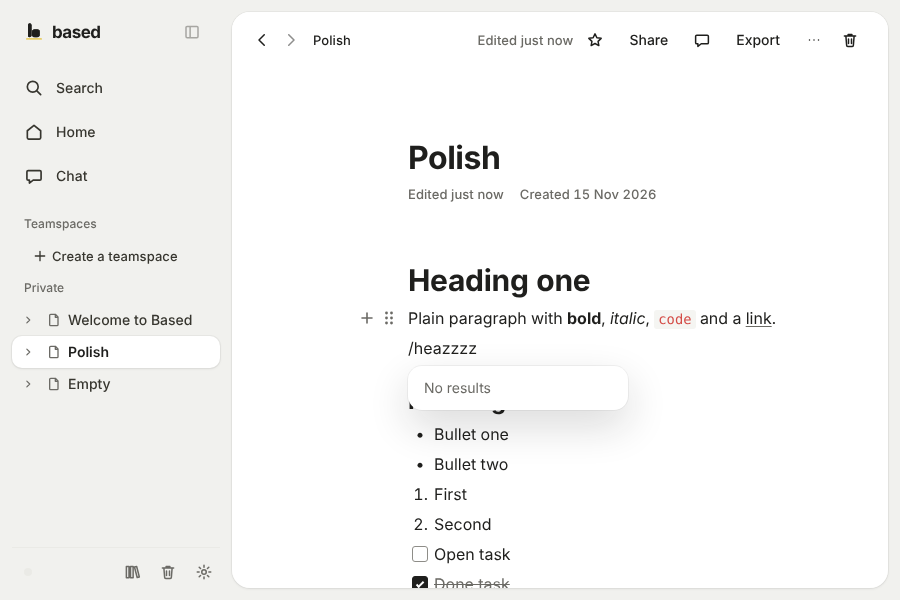 based
Search
Home
Chat
Teamspaces
Create a teamspace
Private
Welcome to Based
Polish
Empty
Polish
Edited just now
Share
Export
Polish
Edited just now Created 15 Nov 2026
Heading one
Plain paragraph with bold, italic, code and a link.
/heazzzz
No results
• Bullet one
• Bullet two
1. First
2. Second
Open task
Done task